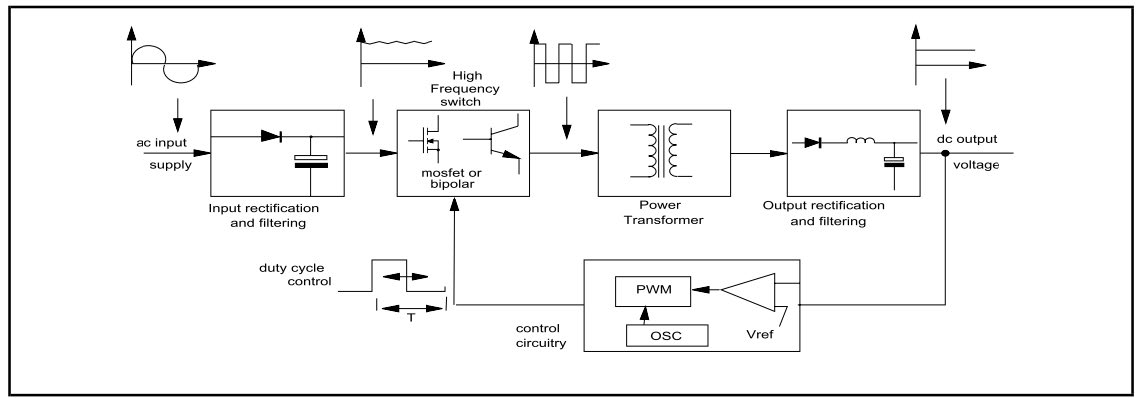 High
Frequency
switch
ac input
supply
mosfet or
bipolar
dc output
voltage
Input rectification
and filtering
Power
Transformer
Output rectification
and filtering
duty cycle
control
T
control
circuitry
PWM
OSC
Vref